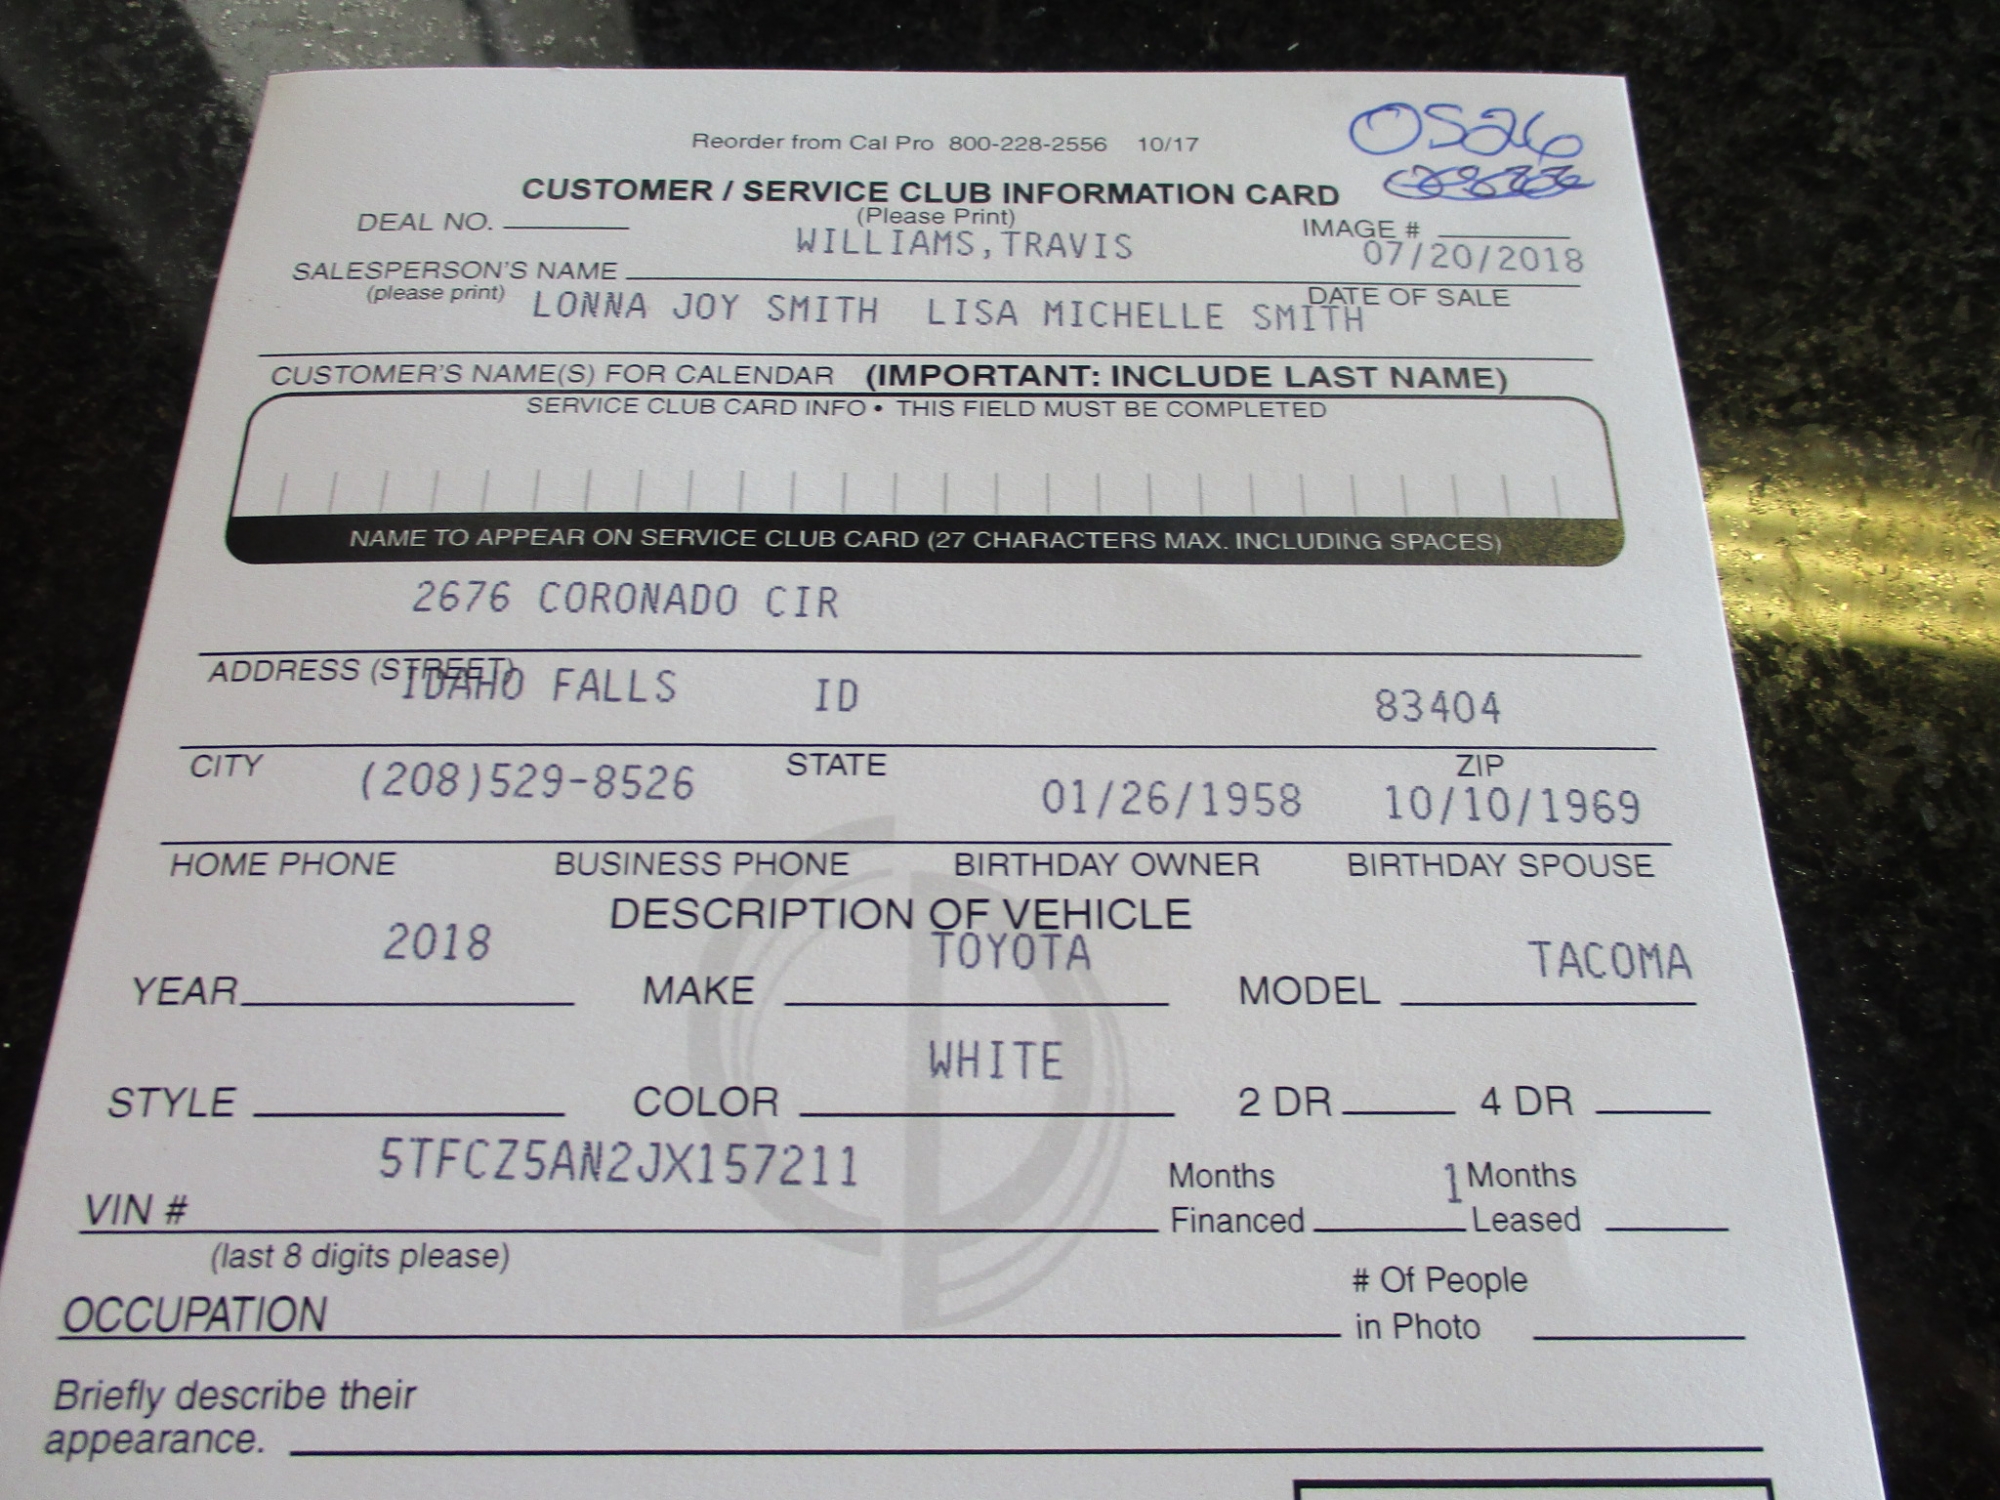 OS26
Reorder from Cal Pro 800-228-2556 10/17
CUSTOMER / SERVICE CLUB INFORMATION CARD
(Please Print)
DEAL NO.
IMAGE #
WILLIAMS,TRAVIS 07/20/2018
SALESPERSON'S NAME
(please print)
DATE OF SALE
LONNA JOY SMITH LISA MICHELLE SMITH
CUSTOMER'S NAME(S) FOR CALENDAR (IMPORTANT: INCLUDE LAST NAME)
SERVICE CLUB CARD INFO • THIS FIELD MUST BE COMPLETED
NAME TO APPEAR ON SERVICE CLUB CARD (27 CHARACTERS MAX. INCLUDING SPACES)
2676 CORONADO CIR
ADDRESS (STREET)
IDAHO FALLS ID 83404
CITY STATE ZIP
(208)529-8526 01/26/1958 10/10/1969
HOME PHONE BUSINESS PHONE BIRTHDAY OWNER BIRTHDAY SPOUSE
DESCRIPTION OF VEHICLE
2018 TOYOTA TACOMA
YEAR MAKE MODEL
WHITE
STYLE COLOR 2 DR 4 DR
5TFCZ5AN2JX157211
VIN #
(last 8 digits please)
Months Financed 1
Months Leased
OCCUPATION
# Of People
in Photo
Briefly describe their
appearance.